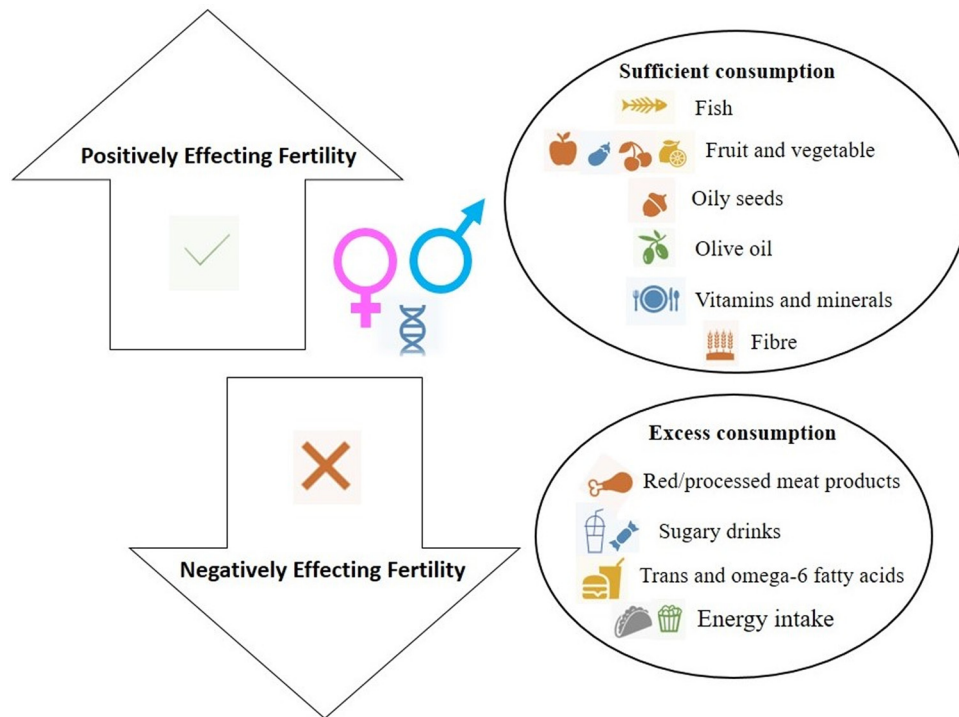 Positively Effecting Fertility
Sufficient consumption
Fish
Fruit and vegetable
Oily seeds
Olive oil
Vitamins and minerals
Fibre
Negatively Effecting Fertility
Excess consumption
Red/processed meat products
Sugary drinks
Trans and omega-6 fatty acids
Energy intake